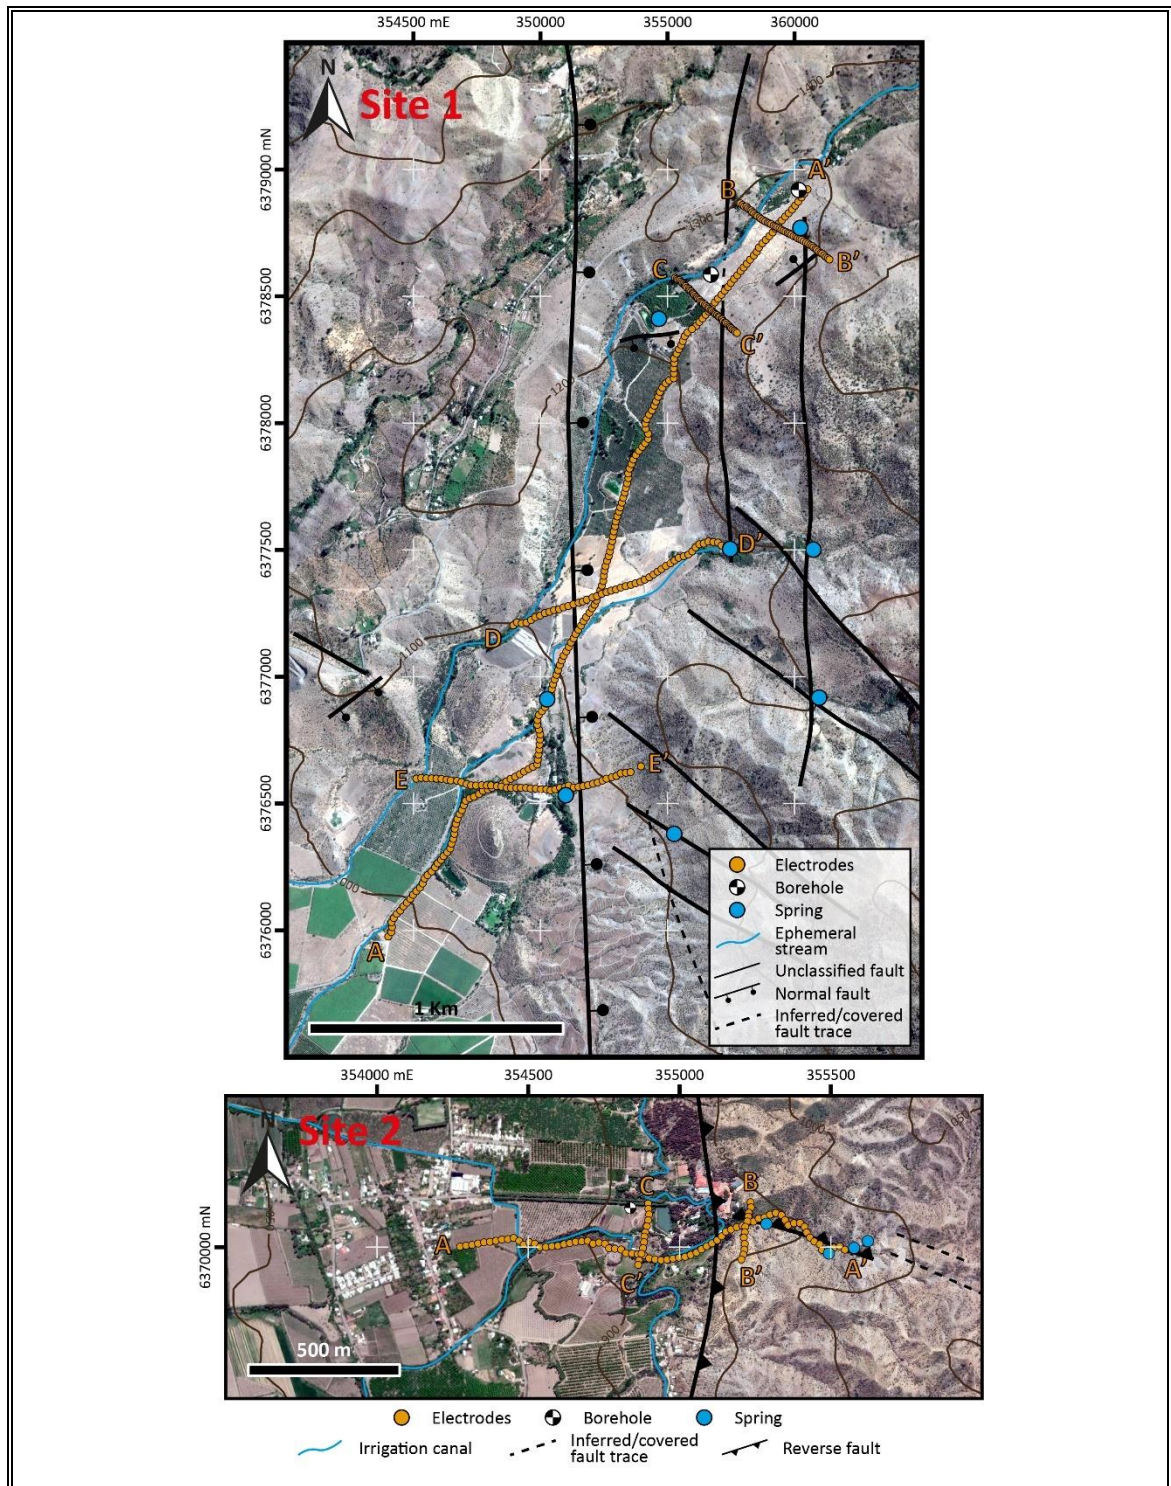 354500 mE 350000 355000 360000
N
Site 1
1400
6379000 mN
A'
B
1300
B'
C
6378500
C'
1200
6378000
6377500
D'
D
1100
6377000
E
E'
6376500
1000
6376000
A
1 Km
Electrodes
Borehole
Spring
Ephemeral
stream
Unclassified fault
Normal fault
Inferred/covered
fault trace
354000 mE 354500 355000 355500
N
Site 2
1000
B
C
6370000 mN
A
A'
B'
C'
900
500 m
Electrodes Borehole Spring
Irrigation canal Inferred/covered
fault trace Reverse fault